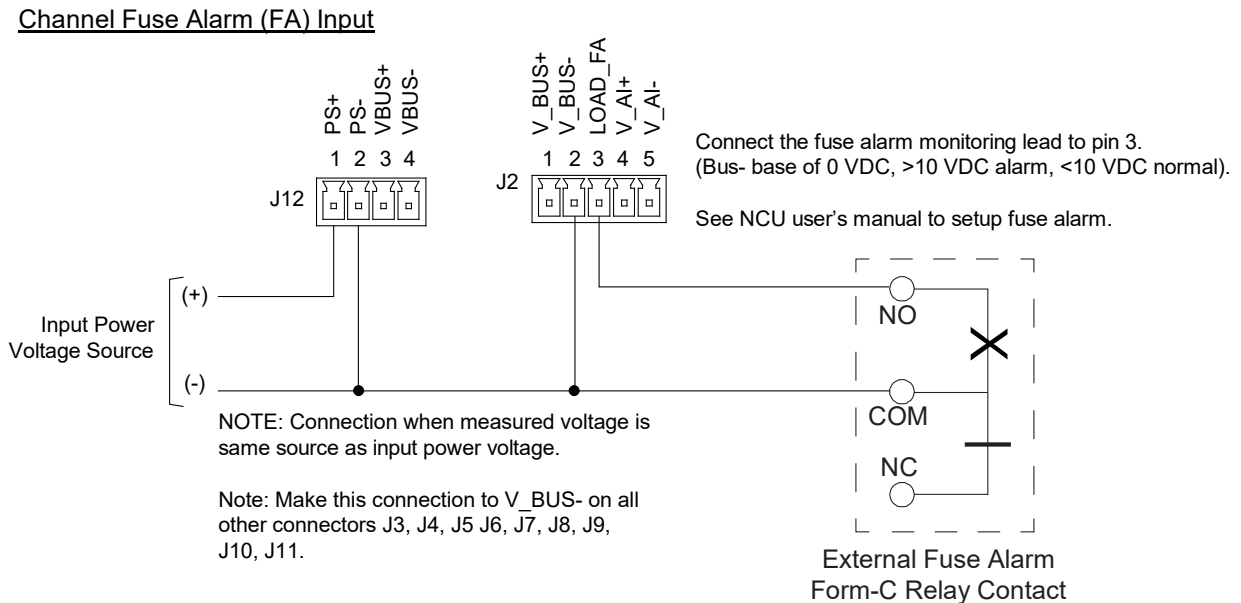 Channel Fuse Alarm (FA) Input
PS+
PS-
VBUS+
VBUS-
1 2 3 4
J12
V_BUS+
V_BUS-
LOAD_FA
V_AI+
V_AI-
1 2 3 4 5
J2
Connect the fuse alarm monitoring lead to pin 3.
(Bus- base of 0 VDC, >10 VDC alarm, <10 VDC normal).
See NCU user’s manual to setup fuse alarm.
(+)
Input Power
Voltage Source
(-)
NO
COM
NC
NOTE: Connection when measured voltage is
same source as input power voltage.
Note: Make this connection to V_BUS- on all
other connectors J3, J4, J5 J6, J7, J8, J9,
J10, J11.
External Fuse Alarm
Form-C Relay Contact